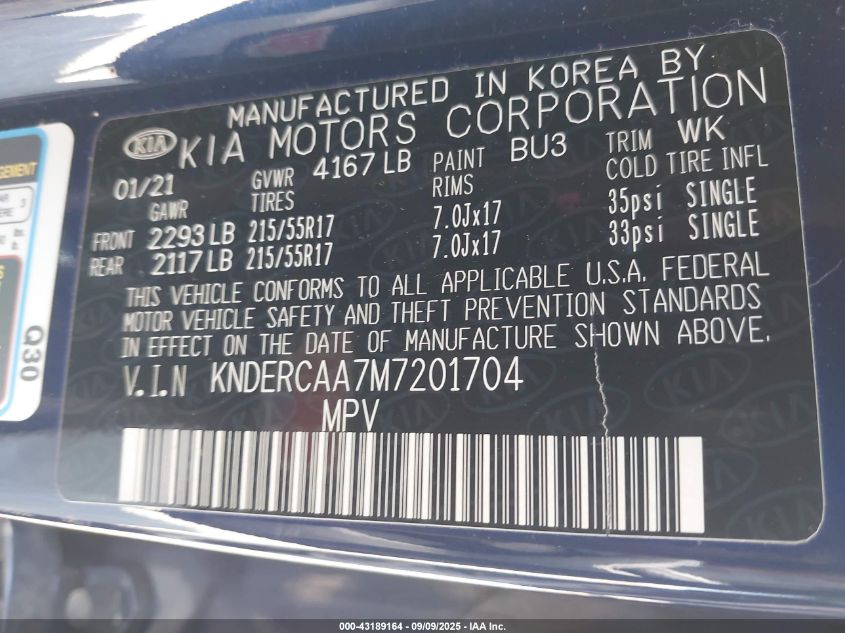 MANUFACTURED IN KOREA BY
KIA KIA MOTORS CORPORATION
01/21 GVWR 4167 LB PAINT BU3 TRIM WK
GAWR TIRES RIMS COLD TIRE INFL
FRONT 2293 LB 215/55R17 7.0Jx17 35psi SINGLE
REAR 2117 LB 215/55R17 7.0Jx17 33psi SINGLE
THIS VEHICLE CONFORMS TO ALL APPLICABLE U.S.A. FEDERAL
MOTOR VEHICLE SAFETY AND THEFT PREVENTION STANDARDS
IN EFFECT ON THE DATE OF MANUFACTURE SHOWN ABOVE.
V.I.N KNDERCAA7M7201704
MPV
Q30
000-43189164 - 09/09/2025 - IAA Inc.